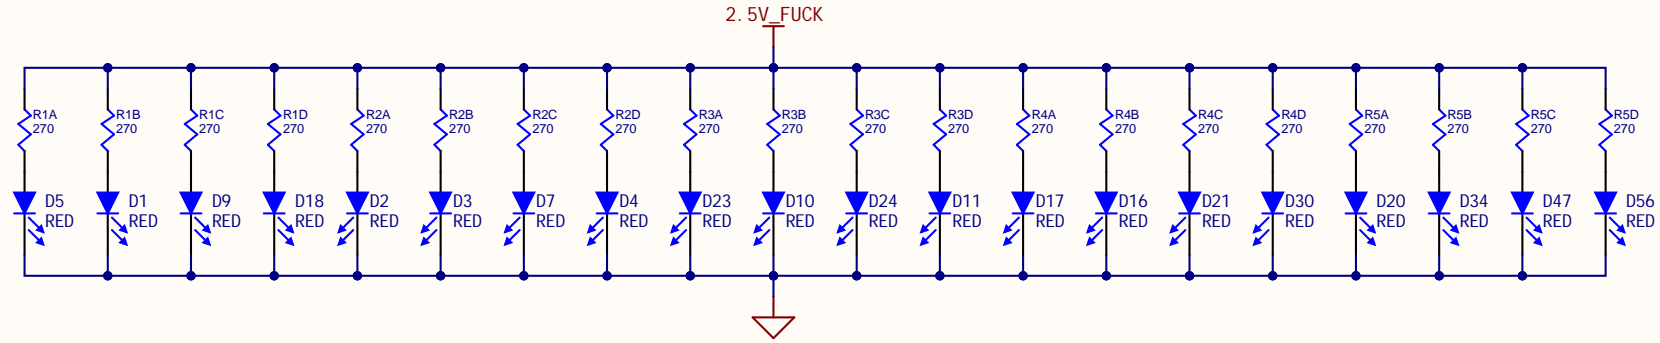 2.5V_FUCK
R1A
270
R1B
270
R1C
270
R1D
270
R2A
270
R2B
270
R2C
270
R2D
270
R3A
270
R3B
270
R3C
270
R3D
270
R4A
270
R4B
270
R4C
270
R4D
270
R5A
270
R5B
270
R5C
270
R5D
270
D5
RED
D1
RED
D9
RED
D18
RED
D2
RED
D3
RED
D7
RED
D4
RED
D23
RED
D10
RED
D24
RED
D11
RED
D17
RED
D16
RED
D21
RED
D30
RED
D20
RED
D34
RED
D47
RED
D56
RED